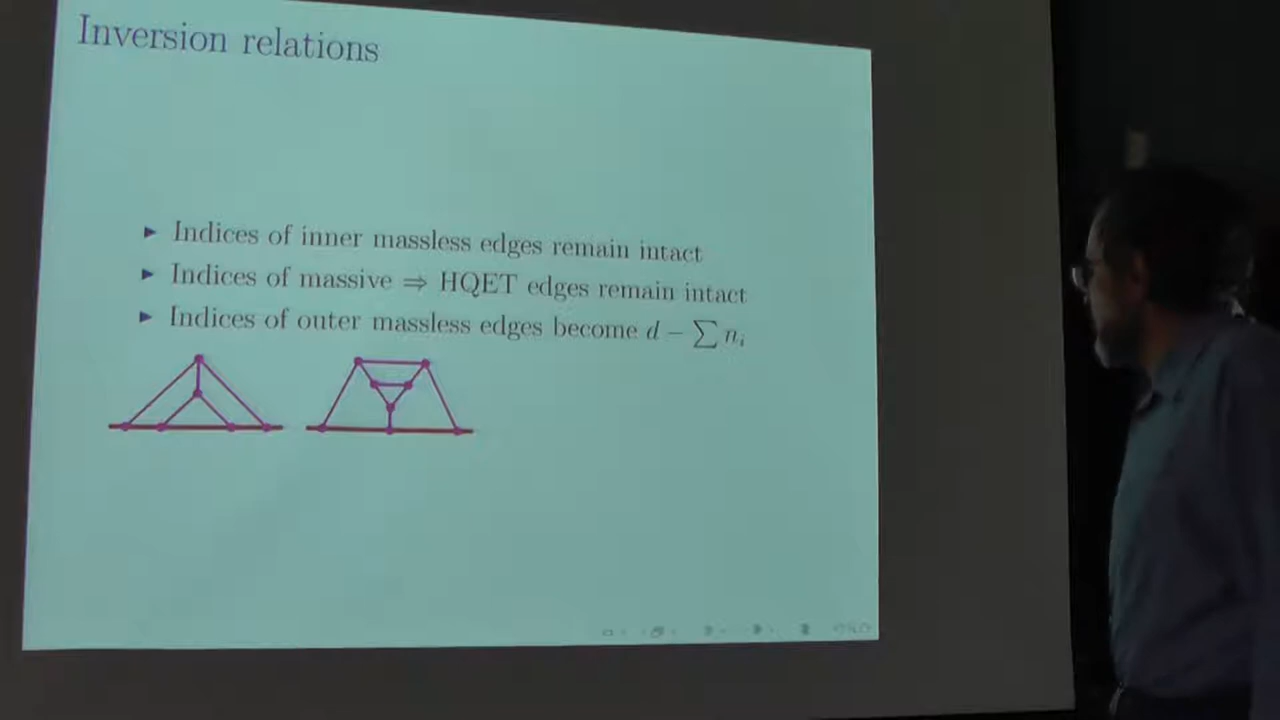 Inversion relations
▶ Indices of inner massless edges remain intact
▶ Indices of massive ⇒ HQET edges remain intact
▶ Indices of outer massless edges become d − ∑ nᵢ